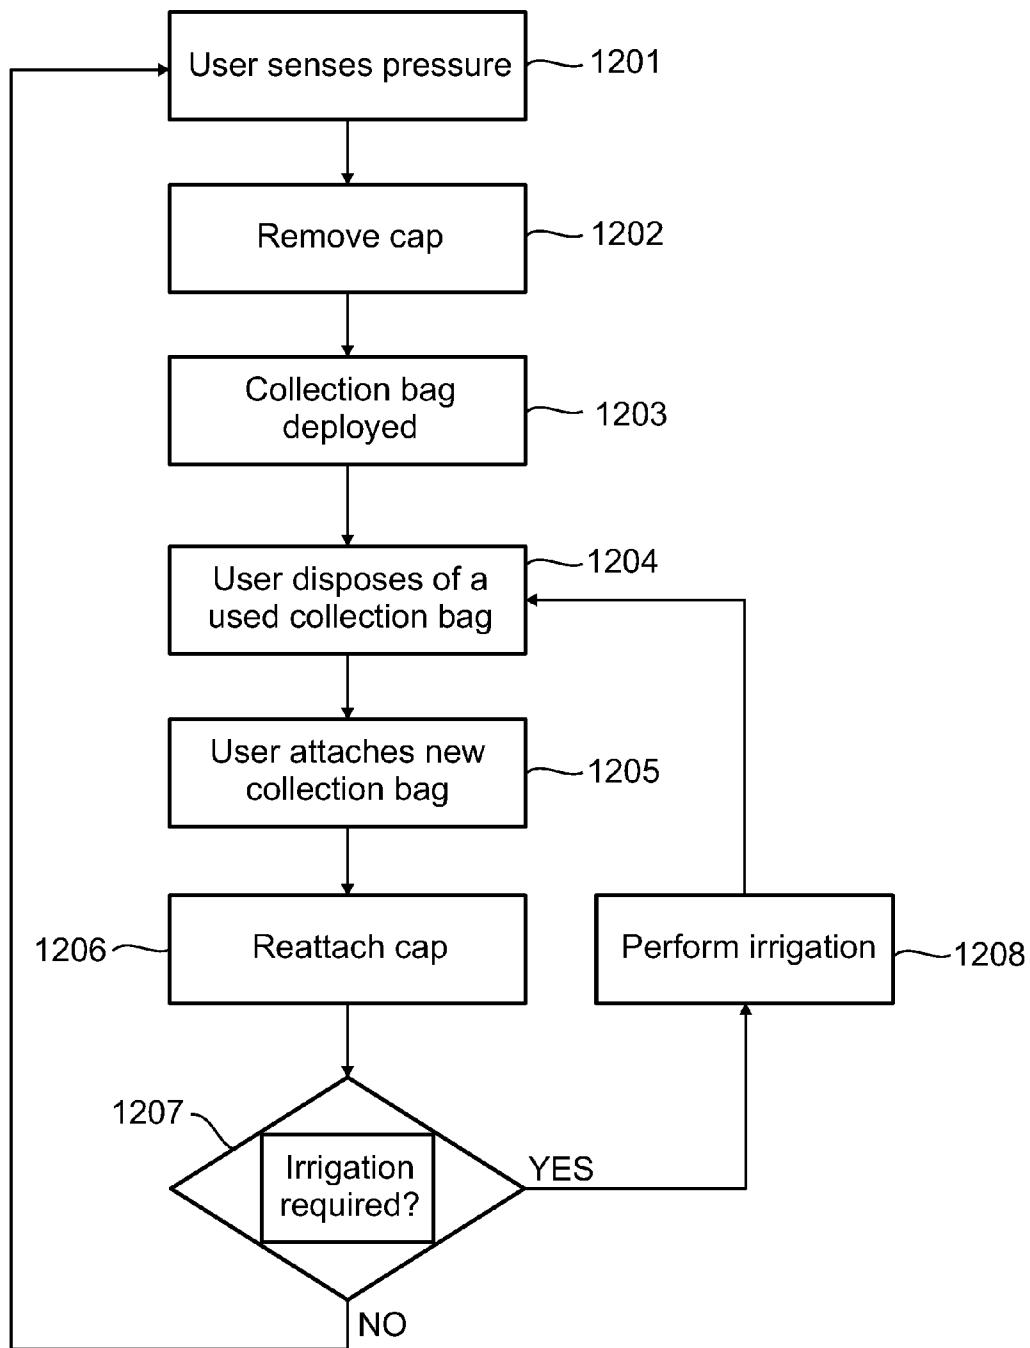 User senses pressure
1201
Remove cap
1202
Collection bag
deployed
1203
1204
User disposes of a
used collection bag
User attaches new
collection bag
1205
1206
Reattach cap
Perform irrigation
1208
1207
Irrigation
required?
YES
NO